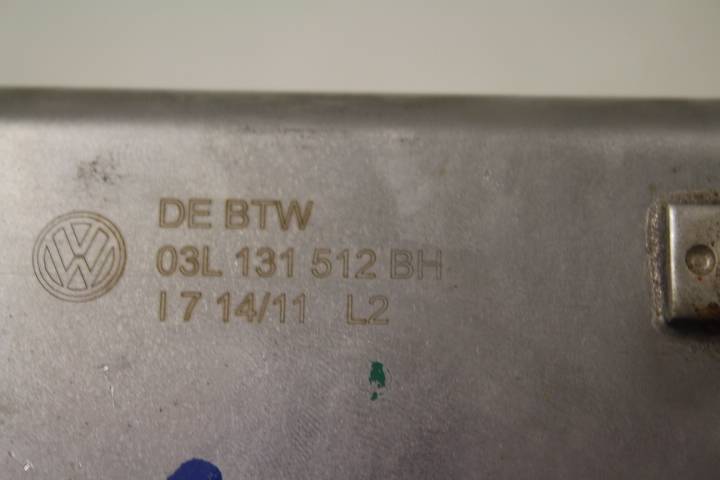 DE BTW
03L 131 512 BH
I 7 14/11 L2